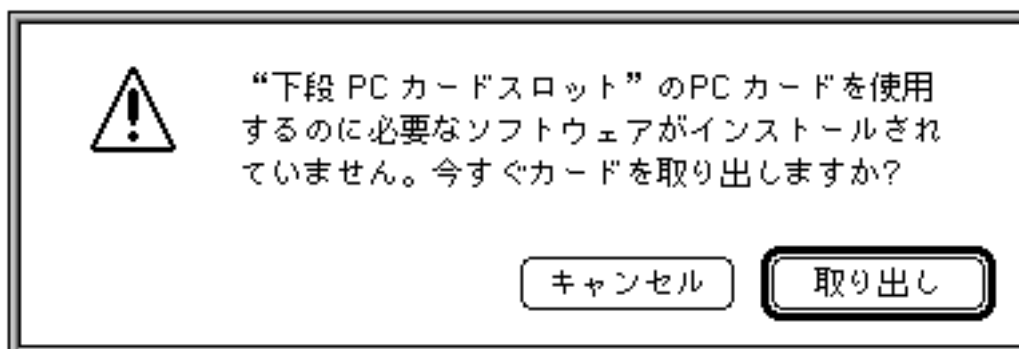 “下段 PC カードスロット” のPC カードを使用
するのに必要なソフトウェアがインストールされ
ていません。今すぐカードを取り出しますか?
キャンセル
取り出し